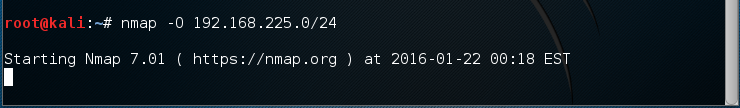 root@kali:~# nmap -O 192.168.225.0/24
Starting Nmap 7.01 ( https://nmap.org ) at 2016-01-22 00:18 EST